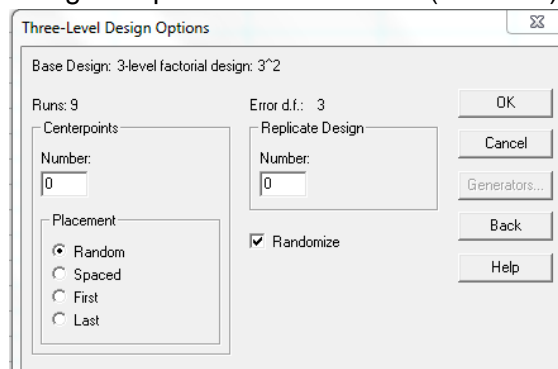 Three-Level Design Options
Base Design: 3-level factorial design: 3^2
Runs: 9
Error d.f.: 3
OK
Centerpoints
Replicate Design
Cancel
Number:
Number:
0
0
Generators...
Placement
Back
Random
Randomize
Spaced
Help
First
Last